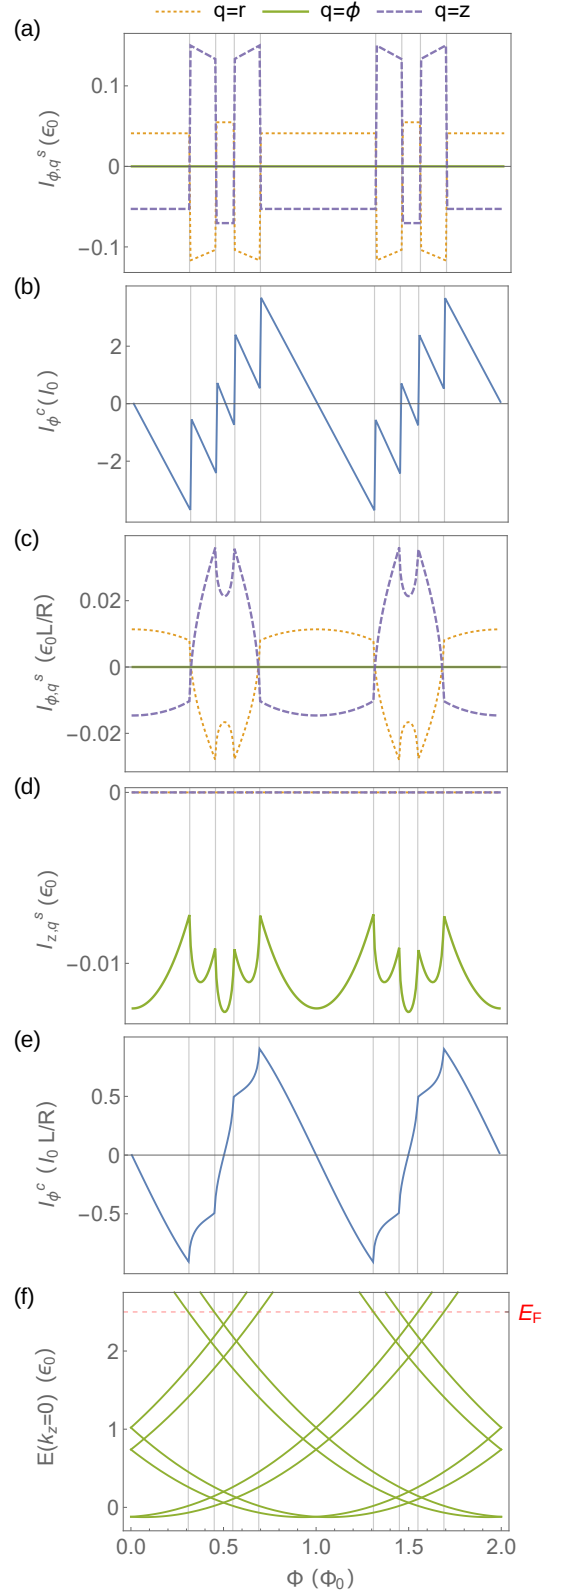 q=r q=ϕ q=z
(a)
I_{ϕ,q}^s (ϵ_0)
0.1
0
−0.1
(b)
I_ϕ^c (I_0)
2
0
−2
(c)
I_{ϕ,q}^s (ϵ_0L/R)
0.02
0
−0.02
(d)
I_{z,q}^s (ϵ_0)
0
−0.01
(e)
I_ϕ^c (I_0 L/R)
0.5
0
−0.5
(f)
E(k_z=0) (ϵ_0)
E_F
2
1
0
0.0 0.5 1.0 1.5 2.0
Φ (Φ_0)